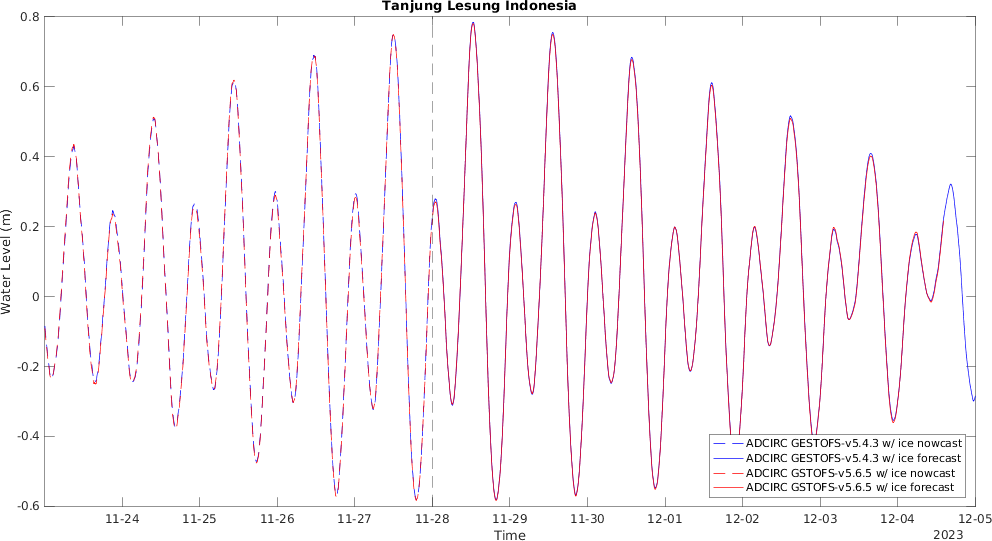 Tanjung Lesung Indonesia
Water Level (m)
0.8
0.6
0.4
0.2
0
-0.2
-0.4
-0.6
ADCIRC GESTOFS-v5.4.3 w/ ice nowcast
ADCIRC GESTOFS-v5.4.3 w/ ice forecast
ADCIRC GSTOFS-v5.6.5 w/ ice nowcast
ADCIRC GSTOFS-v5.6.5 w/ ice forecast
11-24 11-25 11-26 11-27 11-28 11-29 11-30 12-01 12-02 12-03 12-04 12-05
Time
2023